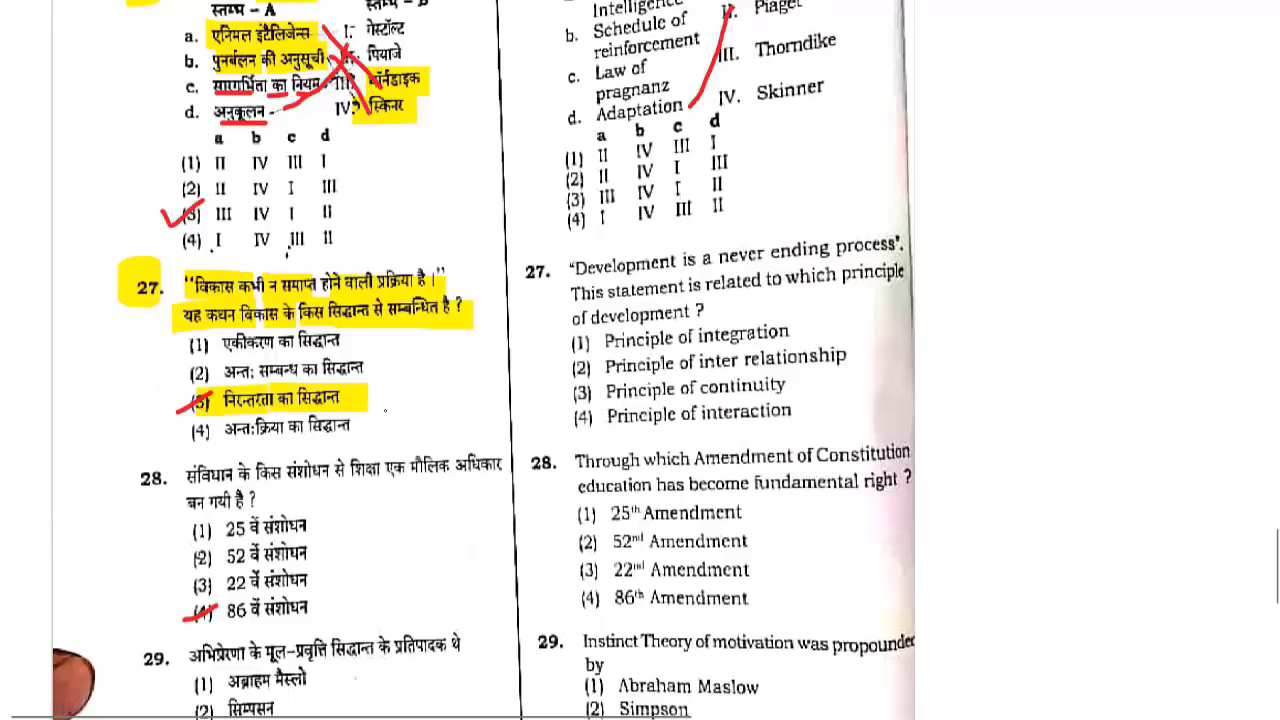 स्तम्भ - A स्तम्भ - B
a. एनिमल इंटैलिजेन्स I. गेस्टॉल्ट
b. पुनर्बलन की अनुसूची पियाजे
c. सारगर्भिता का नियम III. थॉर्नडाइक
d. अनुकूलन IV. स्किनर
a b c d
(1) II IV III I
(2) II IV I III
(3) III IV I II
(4) I IV III II
27. "विकास कभी न समाप्त होने वाली प्रक्रिया है ।"
यह कथन विकास के किस सिद्धान्त से सम्बन्धित है ?
(1) एकीकरण का सिद्धान्त
(2) अन्तः सम्बन्ध का सिद्धान्त
(3) निरन्तरता का सिद्धान्त
(4) अन्तःक्रिया का सिद्धान्त
28. संविधान के किस संशोधन से शिक्षा एक मौलिक अधिकार
बन गयी है ?
(1) 25 वें संशोधन
(2) 52 वें संशोधन
(3) 22 वें संशोधन
(4) 86 वें संशोधन
29. अभिप्रेरणा के मूल-प्रवृत्ति सिद्धान्त के प्रतिपादक थे
(1) अब्राहम मैस्लो
(2) सिम्पसन
Intelligence II. Piaget
b. Schedule of
reinforcement III. Thorndike
c. Law of
pragnanz IV. Skinner
d. Adaptation
a b c d
(1) II IV III I
(2) II IV I III
(3) III IV I II
(4) I IV III II
27. "Development is a never ending process".
This statement is related to which principle
of development ?
(1) Principle of integration
(2) Principle of inter relationship
(3) Principle of continuity
(4) Principle of interaction
28. Through which Amendment of Constitution
education has become fundamental right ?
(1) 25th Amendment
(2) 52nd Amendment
(3) 22nd Amendment
(4) 86th Amendment
29. Instinct Theory of motivation was propounded
by
(1) Abraham Maslow
(2) Simpson